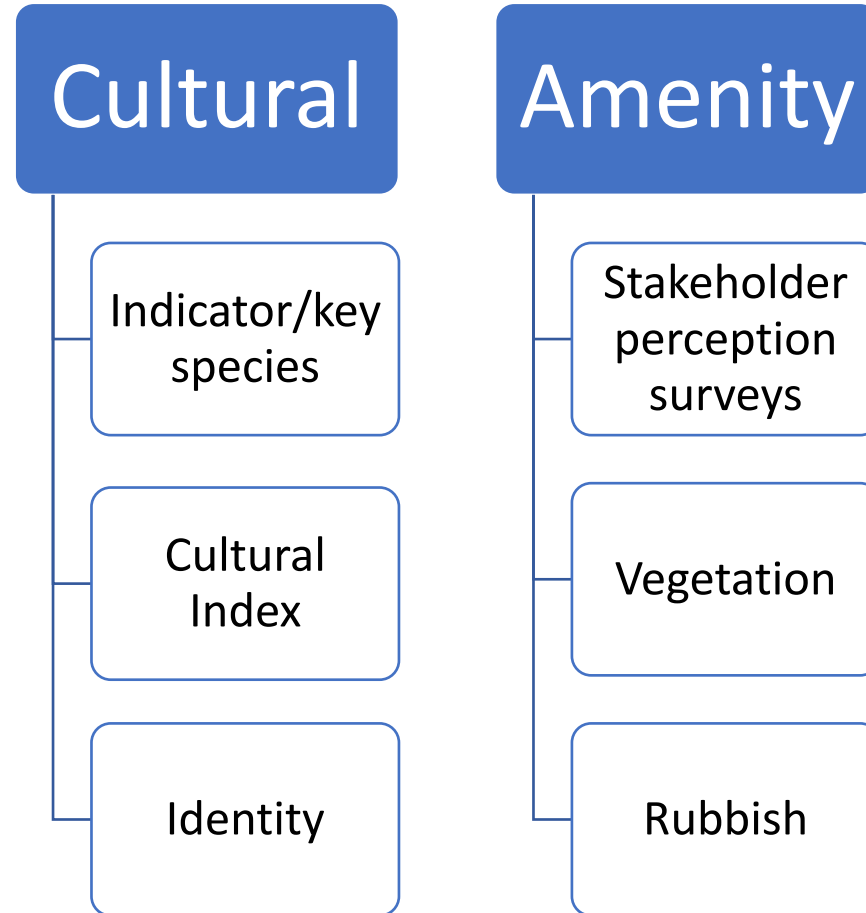 Cultural
Indicator/key
species
Cultural
Index
Identity
Amenity
Stakeholder
perception
surveys
Vegetation
Rubbish